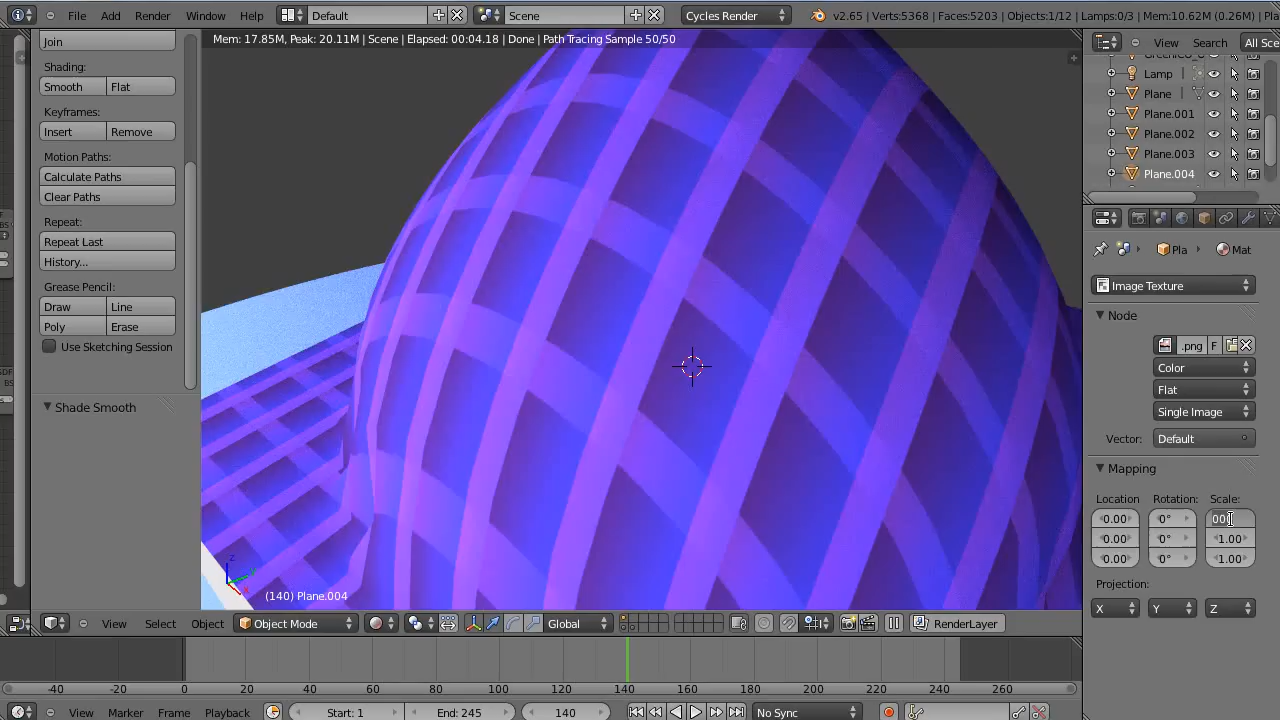 File Add Render Window Help Default Scene Cycles Render v2.65 | Verts:5368 | Faces:5203 | Objects:1/12 | Lamps:0/3 | Mem:10.62M (0.26M) | Pla
Mem: 17.85M, Peak: 20.11M | Scene | Elapsed: 00:04.18 | Done | Path Tracing Sample 50/50
View Search All Sce
Join
Shading:
Smooth Flat
Keyframes:
Insert Remove
Motion Paths:
Calculate Paths
Clear Paths
Repeat:
Repeat Last
History...
Grease Pencil:
Draw Line
Poly Erase
Use Sketching Session
Shade Smooth
Lamp
Plane
Plane.001
Plane.002
Plane.003
Plane.004
Pla Mat
Image Texture
Node
.png F
Color
Flat
Single Image
Vector: Default
Mapping
Location Rotation: Scale:
0.00 0° 00
0.00 0° 1.00
0.00 0° 1.00
Projection:
X Y Z
z
(140) Plane.004
View Select Object Object Mode Global RenderLayer
-40 -20 0 20 40 60 80 100 120 140 160 180 200 220 240 260
View Marker Frame Playback Start: 1 End: 245 140 No Sync